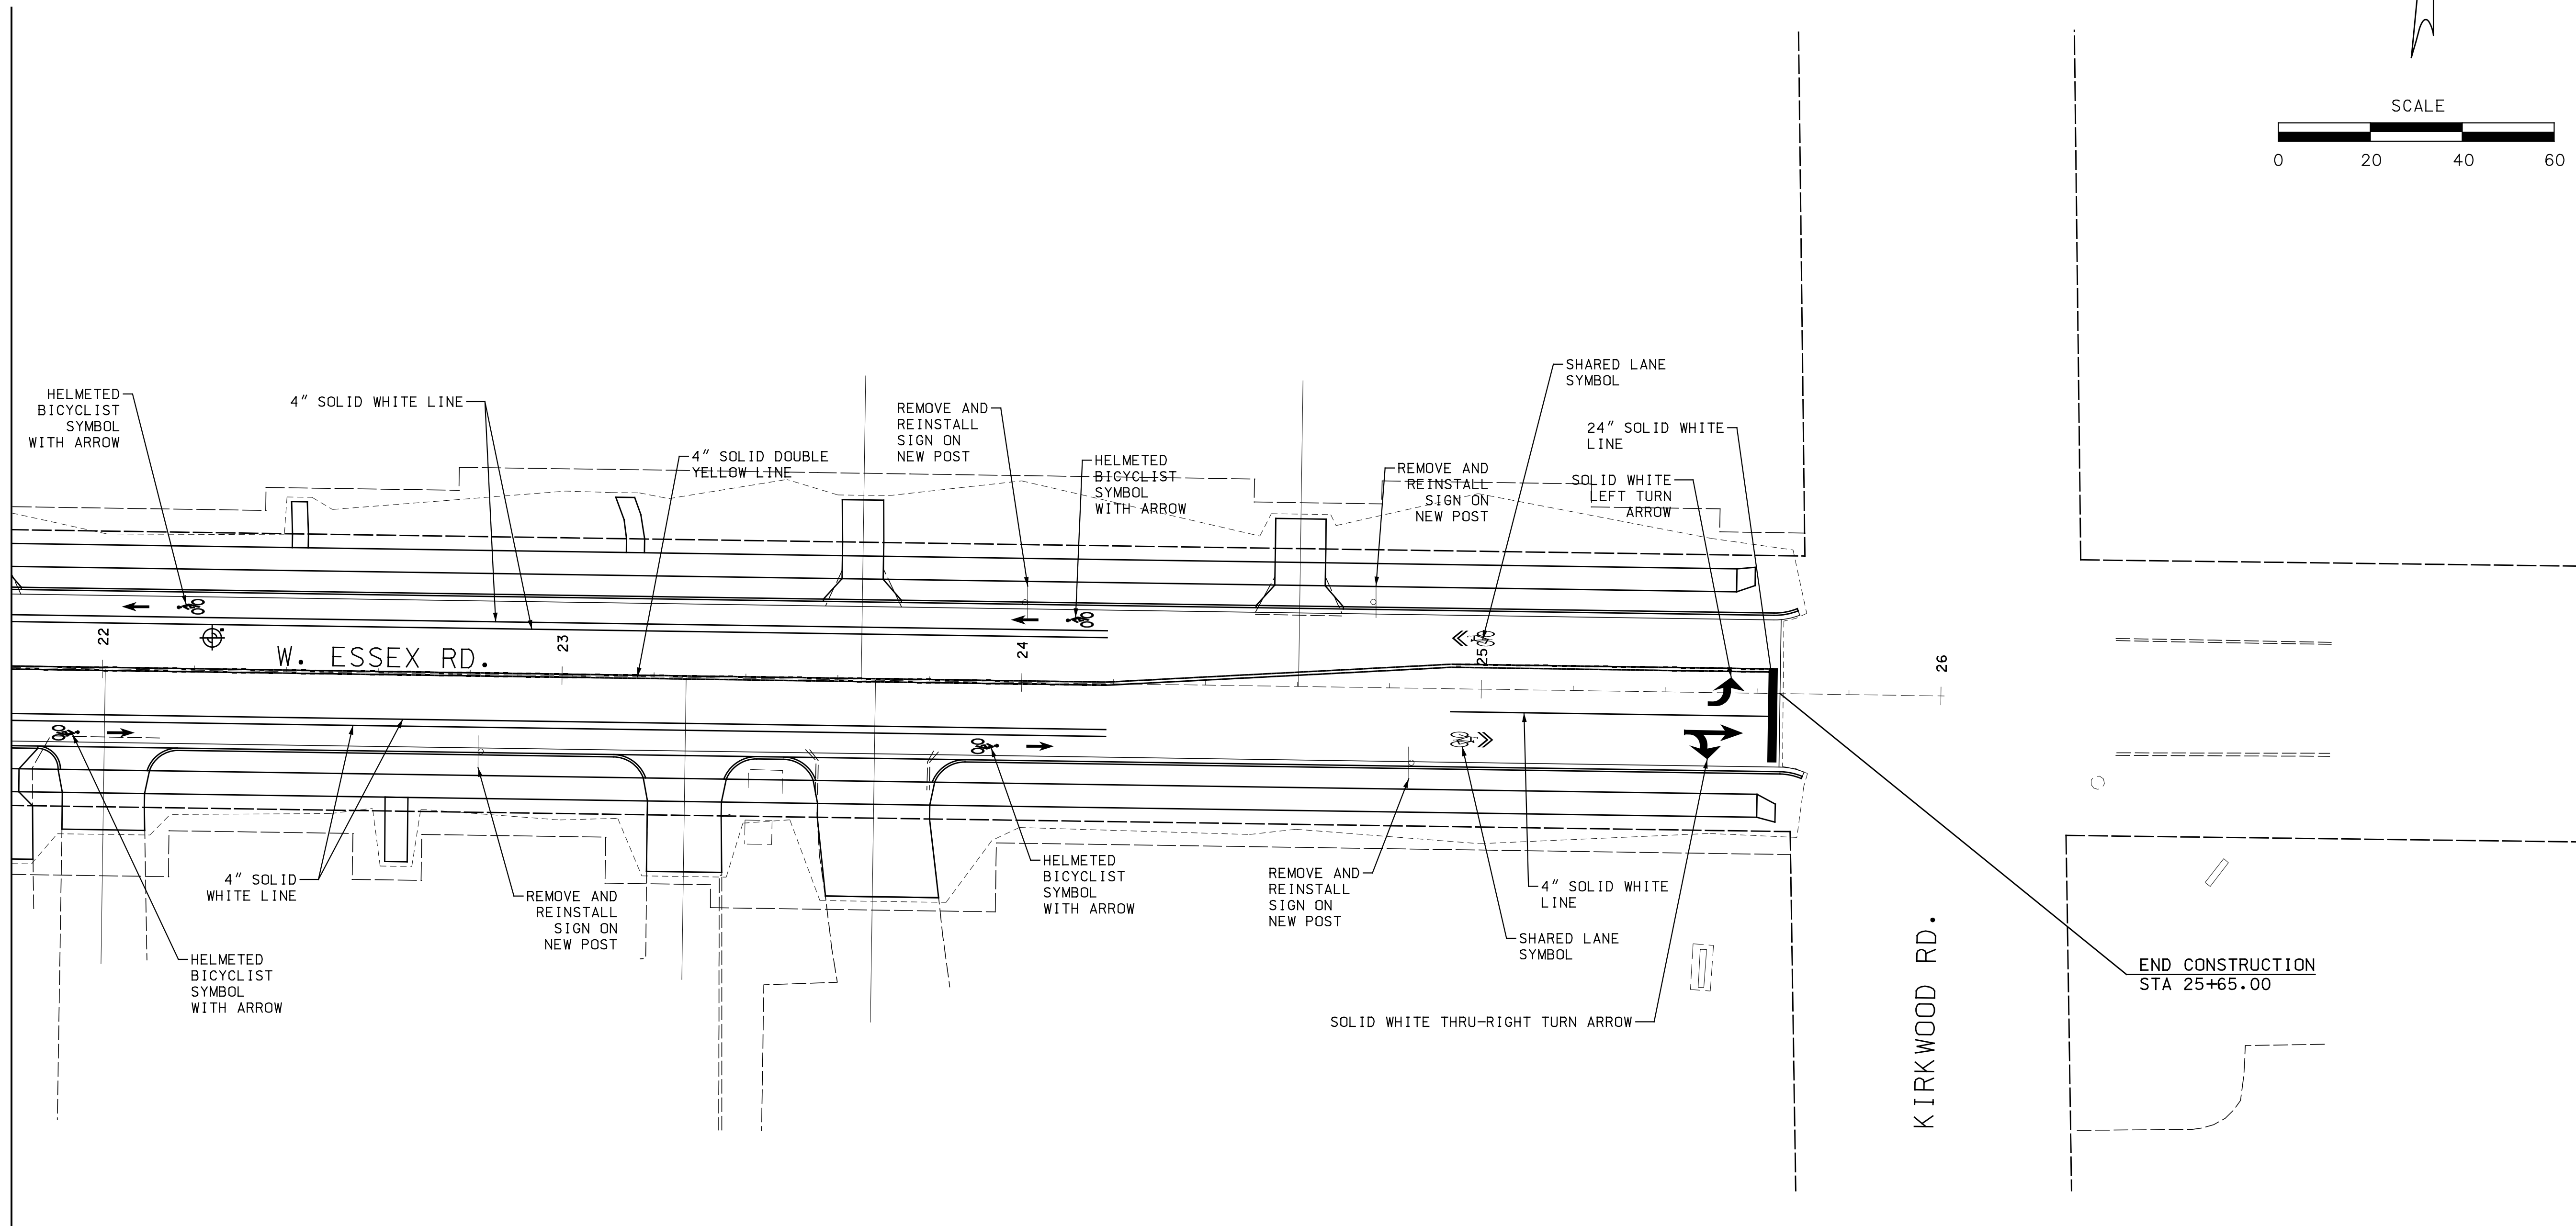 SCALE
0 20 40 60
SHARED LANE
SYMBOL
HELMETED
BICYCLIST
SYMBOL
WITH ARROW
4" SOLID WHITE LINE
REMOVE AND
REINSTALL
SIGN ON
NEW POST
24" SOLID WHITE
LINE
4" SOLID DOUBLE
YELLOW LINE
HELMETED
BICYCLIST
SYMBOL
WITH ARROW
REMOVE AND
REINSTALL
SIGN ON
NEW POST
SOLID WHITE
LEFT TURN
ARROW
22
23
24
25
26
W. ESSEX RD.
4" SOLID
WHITE LINE
REMOVE AND
REINSTALL
SIGN ON
NEW POST
HELMETED
BICYCLIST
SYMBOL
WITH ARROW
REMOVE AND
REINSTALL
SIGN ON
NEW POST
4" SOLID WHITE
LINE
SHARED LANE
SYMBOL
HELMETED
BICYCLIST
SYMBOL
WITH ARROW
SOLID WHITE THRU-RIGHT TURN ARROW
KIRKWOOD RD.
END CONSTRUCTION
STA 25+65.00